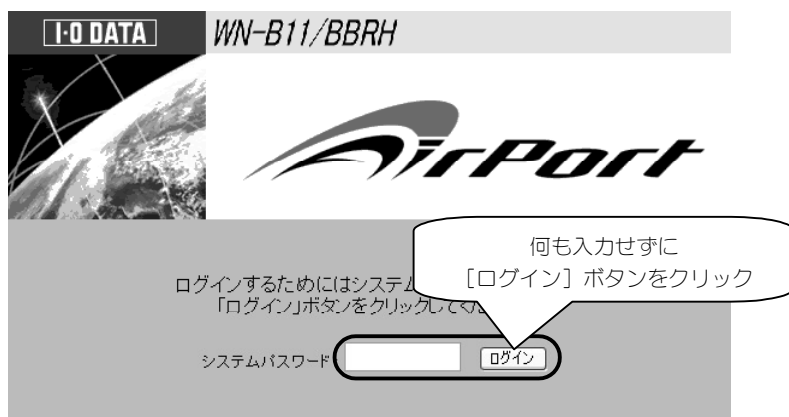 I・O DATA
WN-B11/BBRH
AirPort
何も入力せずに
[ログイン] ボタンをクリック
ログインするためにはシステム
「ログイン」ボタンをクリックしてくだ
システムパスワード
ログイン